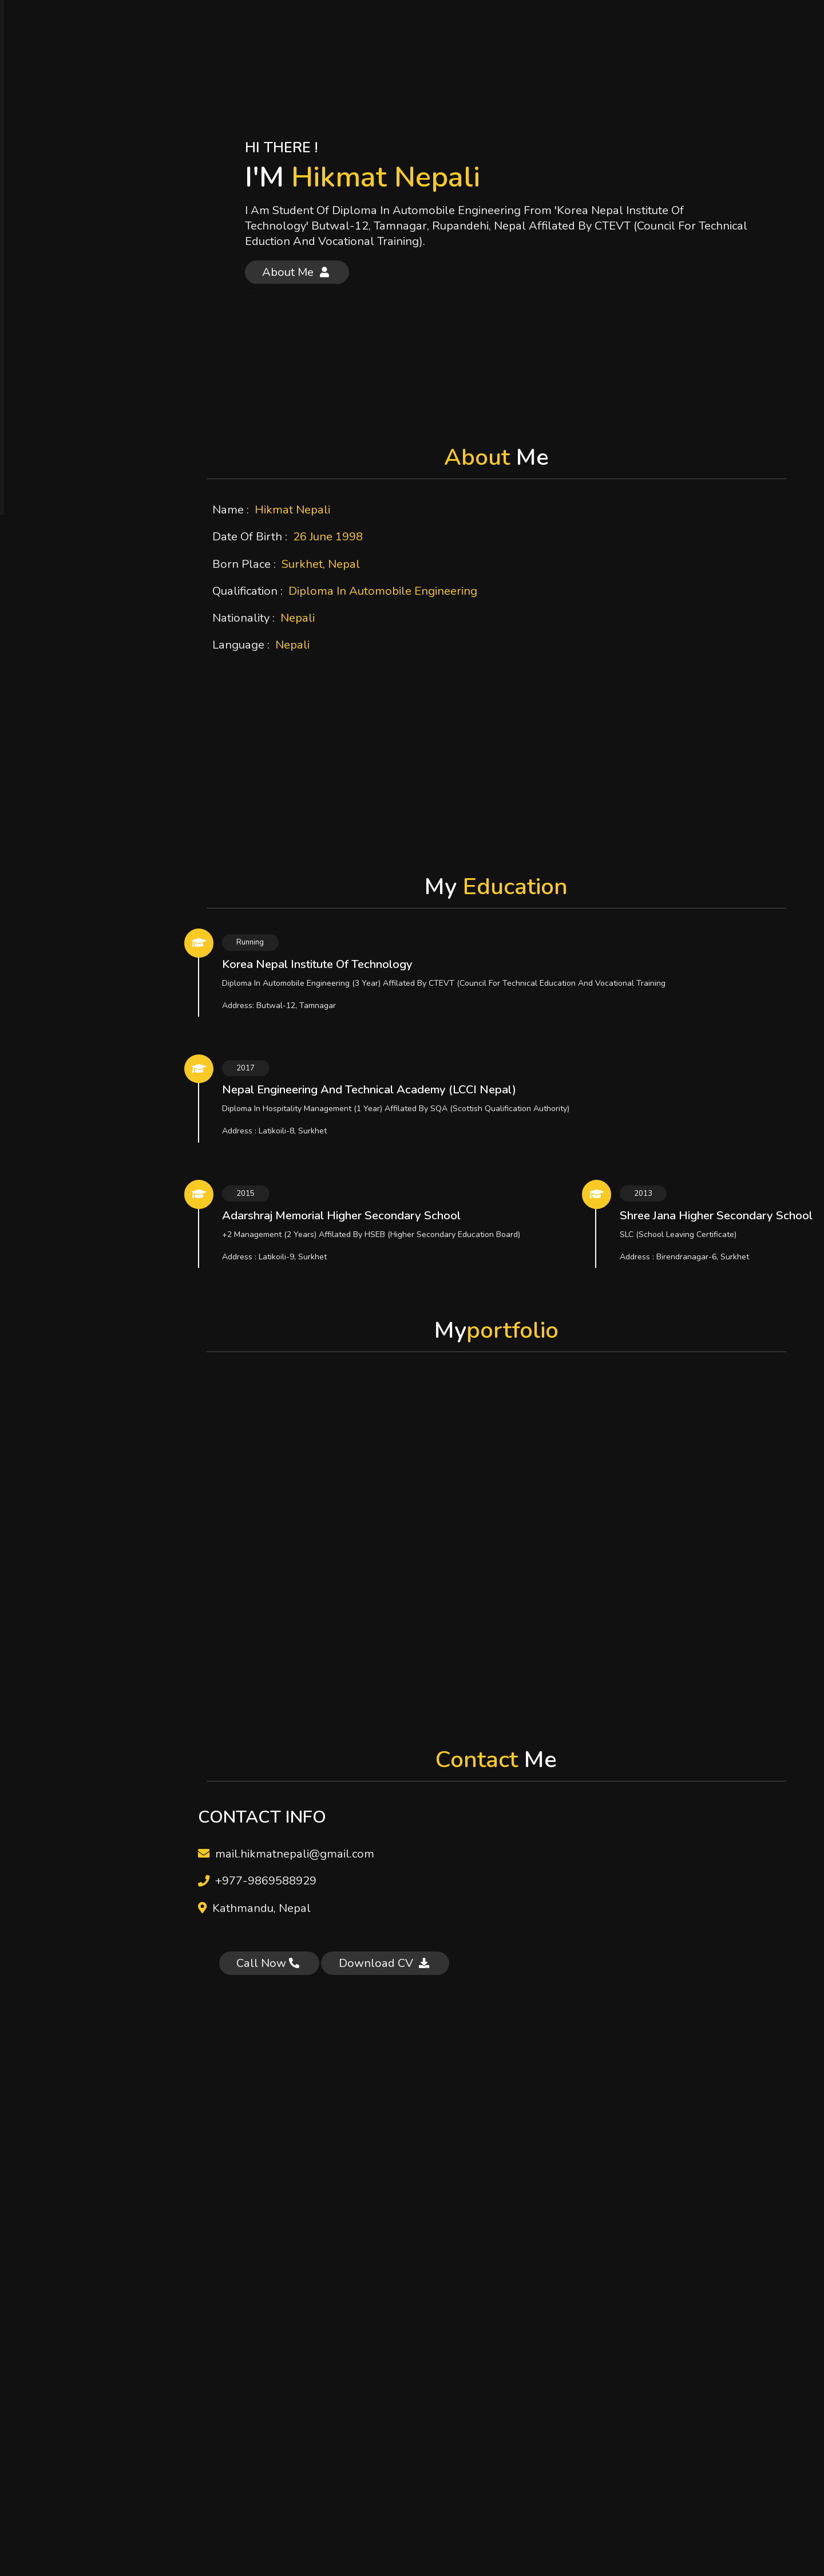 HI THERE !
I'M Hikmat Nepali
I Am Student Of Diploma In Automobile Engineering From 'Korea Nepal Institute Of
Technology' Butwal-12, Tamnagar, Rupandehi, Nepal Affilated By CTEVT (Council For Technical
Eduction And Vocational Training).
About Me
About Me
Name : Hikmat Nepali
Date Of Birth : 26 June 1998
Born Place : Surkhet, Nepal
Qualification : Diploma In Automobile Engineering
Nationality : Nepali
Language : Nepali
My Education
Running
Korea Nepal Institute Of Technology
Diploma In Automobile Engineering (3 Year) Affilated By CTEVT (Council For Technical Education And Vocational Training
Address: Butwal-12, Tamnagar
2017
Nepal Engineering And Technical Academy (LCCI Nepal)
Diploma In Hospitality Management (1 Year) Affilated By SQA (Scottish Qualification Authority)
Address : Latikoili-8, Surkhet
2015
Adarshraj Memorial Higher Secondary School
+2 Management (2 Years) Affilated By HSEB (Higher Secondary Education Board)
Address : Latikoili-9, Surkhet
2013
Shree Jana Higher Secondary School
SLC (School Leaving Certificate)
Address : Birendranagar-6, Surkhet
Myportfolio
Contact Me
CONTACT INFO
mail.hikmatnepali@gmail.com
+977-9869588929
Kathmandu, Nepal
Call Now
Download CV